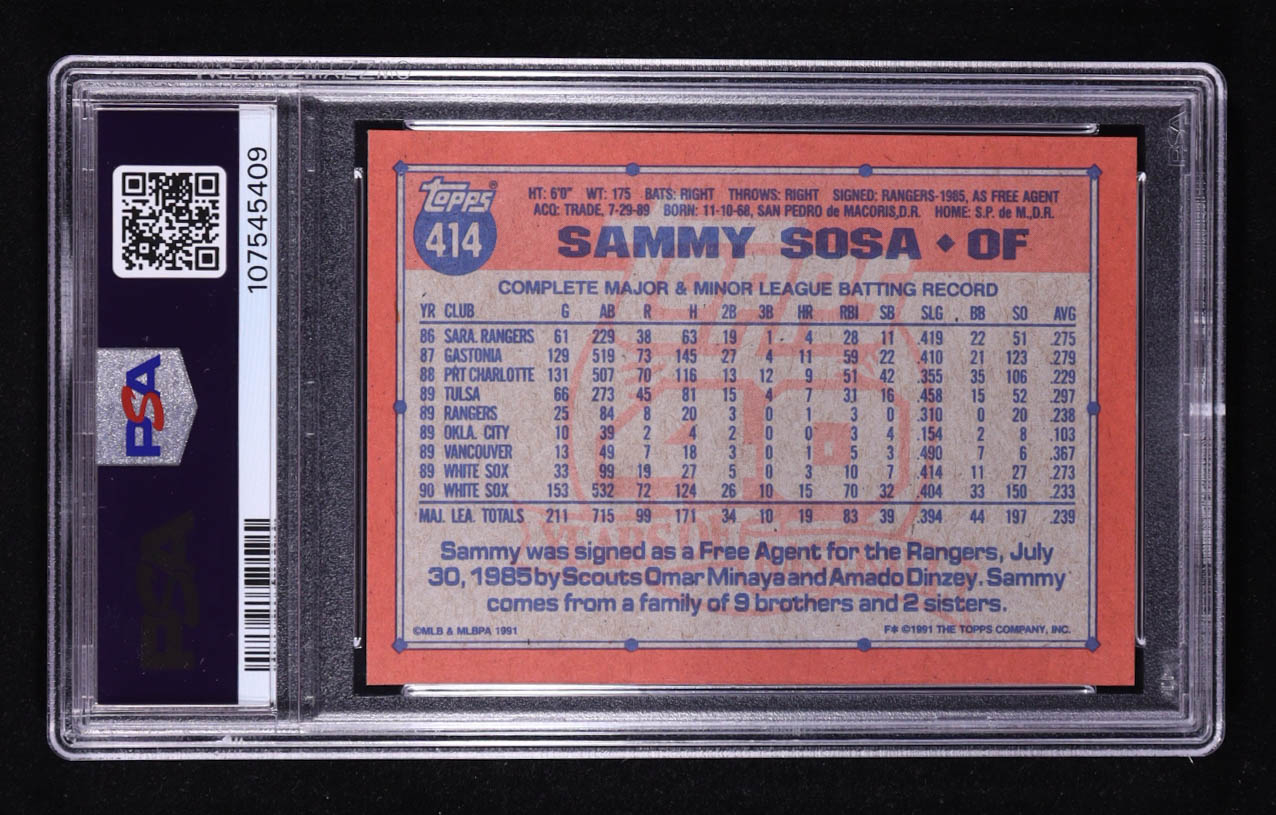 107545409
PSA
PSA
PSA
topps®
414
HT: 6'0" WT: 175 BATS: RIGHT THROWS: RIGHT SIGNED: RANGERS-1985, AS FREE AGENT
ACQ: TRADE, 7-29-89 BORN: 11-10-68, SAN PEDRO de MACORIS,D.R. HOME: S.P. de M.,D.R.
SAMMY SOSA ♦ OF
COMPLETE MAJOR & MINOR LEAGUE BATTING RECORD
YR CLUB G AB R H 2B 3B HR RBI SB SLG BB SO AVG
86 SARA. RANGERS 61 229 38 63 19 1 4 28 11 .419 22 51 .275
87 GASTONIA 129 519 73 145 27 4 11 59 22 .410 21 123 .279
88 PRT CHARLOTTE 131 507 70 116 13 12 9 51 42 .355 35 106 .229
89 TULSA 66 273 45 81 15 4 7 31 16 .458 15 52 .297
89 RANGERS 25 84 8 20 3 0 1 3 0 .310 0 20 .238
89 OKLA. CITY 10 39 2 4 2 0 0 3 4 .154 2 8 .103
89 VANCOUVER 13 49 7 18 3 0 1 5 3 .490 7 6 .367
89 WHITE SOX 33 99 19 27 5 0 3 10 7 .414 11 27 .273
90 WHITE SOX 153 532 72 124 26 10 15 70 32 .404 33 150 .233
MAJ. LEA. TOTALS 211 715 99 171 34 10 19 83 39 .394 44 197 .239
topps
40
YEARS OF
Sammy was signed as a Free Agent for the Rangers, July
30, 1985 by Scouts Omar Minaya and Amado Dinzey. Sammy
comes from a family of 9 brothers and 2 sisters.
©MLB & MLBPA 1991
F* ©1991 THE TOPPS COMPANY, INC.